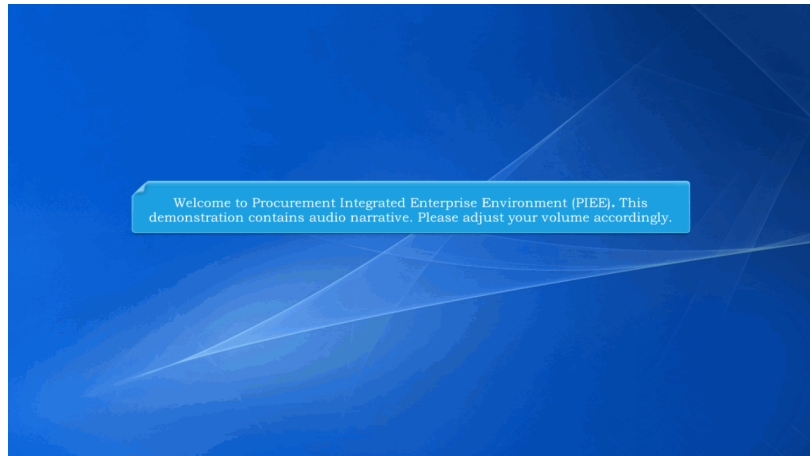 Welcome to Procurement Integrated Enterprise Environment (PIEE). This
demonstration contains audio narrative. Please adjust your volume accordingly.